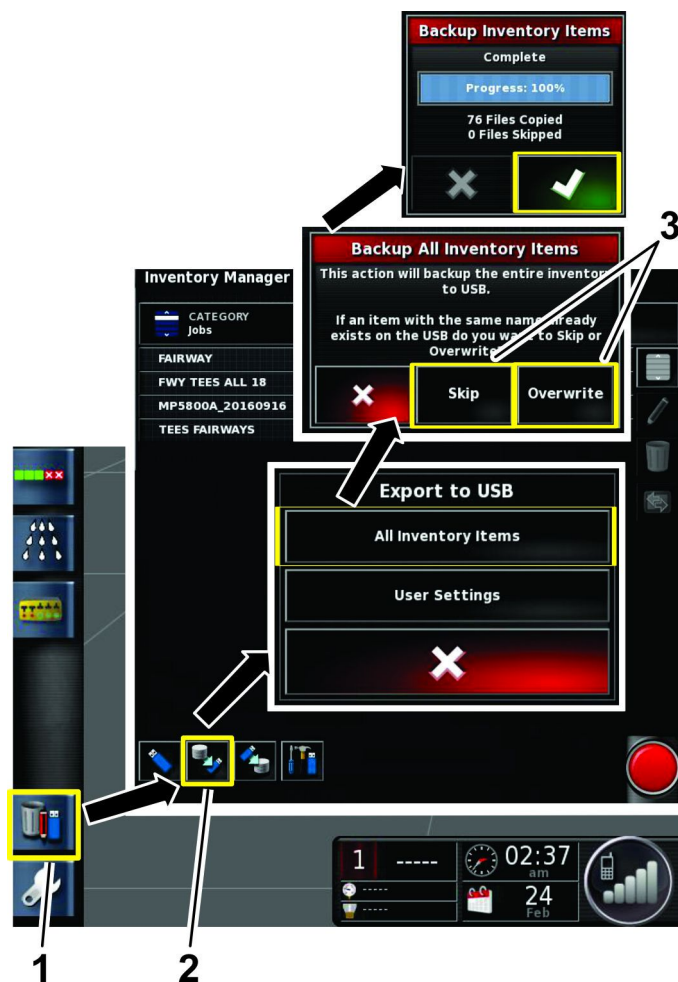 Backup Inventory Items
Complete
Progress: 100%
76 Files Copied
0 Files Skipped
3
Backup All Inventory Items
This action will backup the entire inventory
to USB.
If an item with the same name already
exists on the USB do you want to Skip or
Overwrite?
Skip
Overwrite
Inventory Manager
CATEGORY
Jobs
FAIRWAY
FWY TEES ALL 18
MP5800A_20160916
TEES FAIRWAYS
Export to USB
All Inventory Items
User Settings
1 -----
-----
-----
02:37
am
24
Feb
1
2